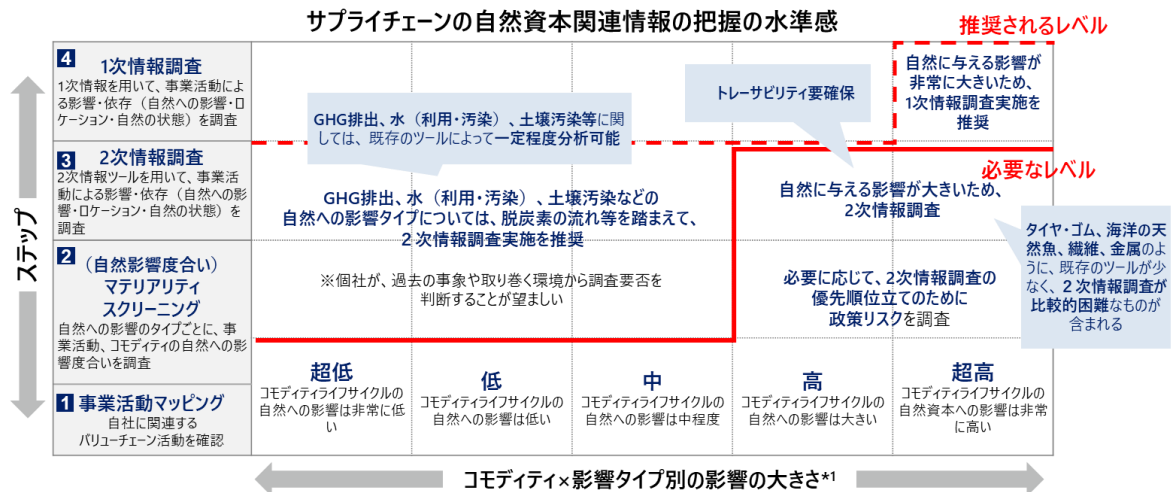 サプライチェーンの自然資本関連情報の把握の水準感
推奨されるレベル
ステップ
4
1次情報調査
1次情報を用いて、事業活動によ
る影響・依存（自然への影響・ロ
ケーション・自然の状態）を調査
GHG排出、水（利用・汚染）、土壌汚染等に関
しては、既存のツールによって一定程度分析可能
トレーサビリティ要確保
自然に与える影響が
非常に大きいため、
1次情報調査実施を
推奨
3
2次情報調査
2次情報ツールを用いて、事業活
動による影響・依存（自然への影
響・ロケーション・自然の状態）を
調査
GHG排出、水（利用・汚染）、土壌汚染などの
自然への影響タイプについては、脱炭素の流れ等を踏まえて、
２次情報調査実施を推奨
必要なレベル
自然に与える影響が大きいため、
2次情報調査
タイヤ・ゴム、海洋の天
然魚、繊維、金属のよ
うに、既存のツールが少
なく、２次情報調査が
比較的困難なものが
含まれる
2
（自然影響度合い）
マテリアリティ
スクリーニング
自然への影響のタイプごとに、事
業活動、コモディティの自然への影
響度合いを調査
※個社が、過去の事象や取り巻く環境から調査要否を
判断することが望ましい
必要に応じて、2次情報調査の
優先順位立てのために
政策リスクを調査
1 事業活動マッピング
自社に関連する
バリューチェーン活動を確認
超低
コモディティライフサイクルの
自然への影響は非常に低
い
低
コモディティライフサイクルの
自然への影響は低い
中
コモディティライフサイクルの
自然への影響は中程度
高
コモディティライフサイクルの
自然への影響は大きい
超高
コモディティライフサイクルの
自然資本への影響は非常
に高い
コモディティ×影響タイプ別の影響の大きさ*1